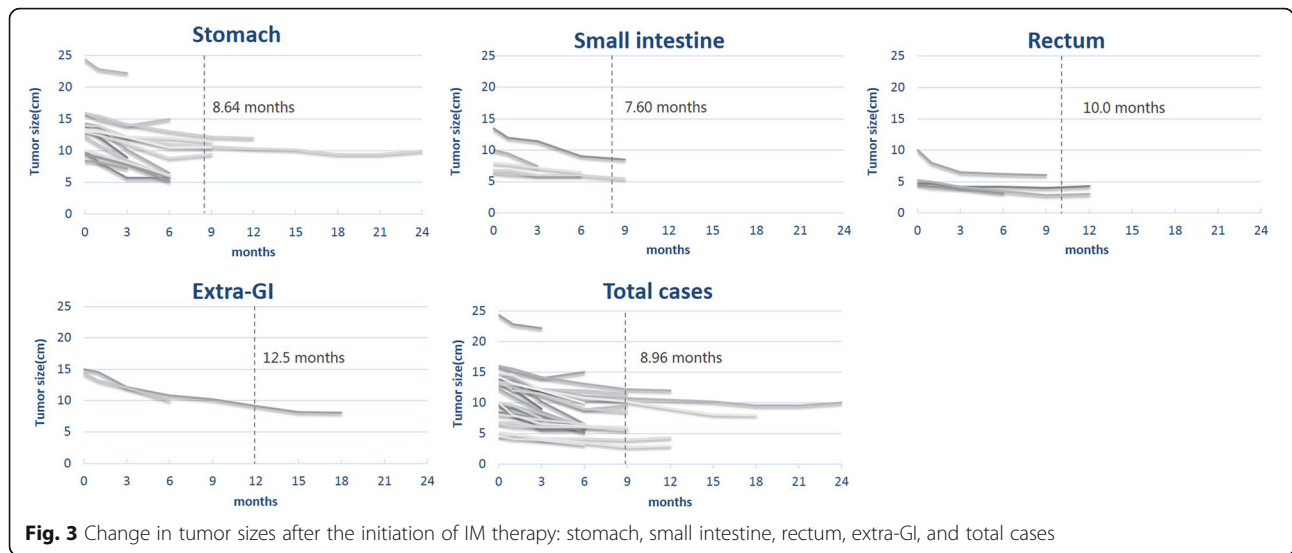 Stomach
Tumor size(cm)
25
20
15
10
5
0
8.64 months
0 3 6 9 12 15 18 21 24
months
Small intestine
Tumor size(cm)
25
20
15
10
5
0
7.60 months
0 3 6 9 12 15 18 21 24
months
Rectum
Tumor size(cm)
25
20
15
10
5
0
10.0 months
0 3 6 9 12 15 18 21 24
months
Extra-GI
Tumor size(cm)
25
20
15
10
5
0
12.5 months
0 3 6 9 12 15 18 21 24
months
Total cases
Tumor size(cm)
25
20
15
10
5
0
8.96 months
0 3 6 9 12 15 18 21 24
months
Fig. 3 Change in tumor sizes after the initiation of IM therapy: stomach, small intestine, rectum, extra-GI, and total cases